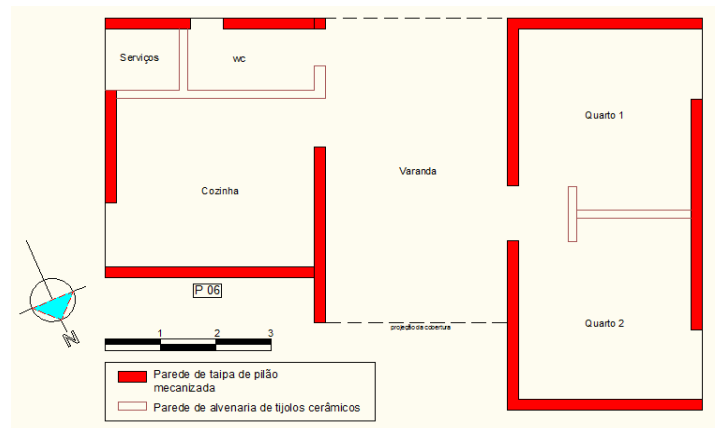 Serviços
wc
Quarto 1
Varanda
Cozinha
P 06
projeção da cobertura
Quarto 2
N
1 2 3
Parede de taipa de pilão
mecanizada
Parede de alvenaria de tijolos cerâmicos